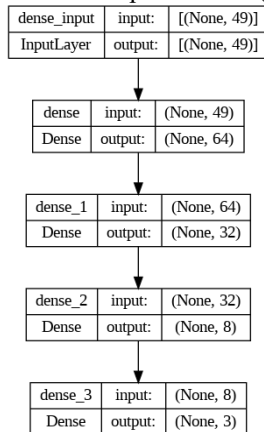 dense_input input: [(None, 49)]
InputLayer output: [(None, 49)]
dense input: (None, 49)
Dense output: (None, 64)
dense_1 input: (None, 64)
Dense output: (None, 32)
dense_2 input: (None, 32)
Dense output: (None, 8)
dense_3 input: (None, 8)
Dense output: (None, 3)